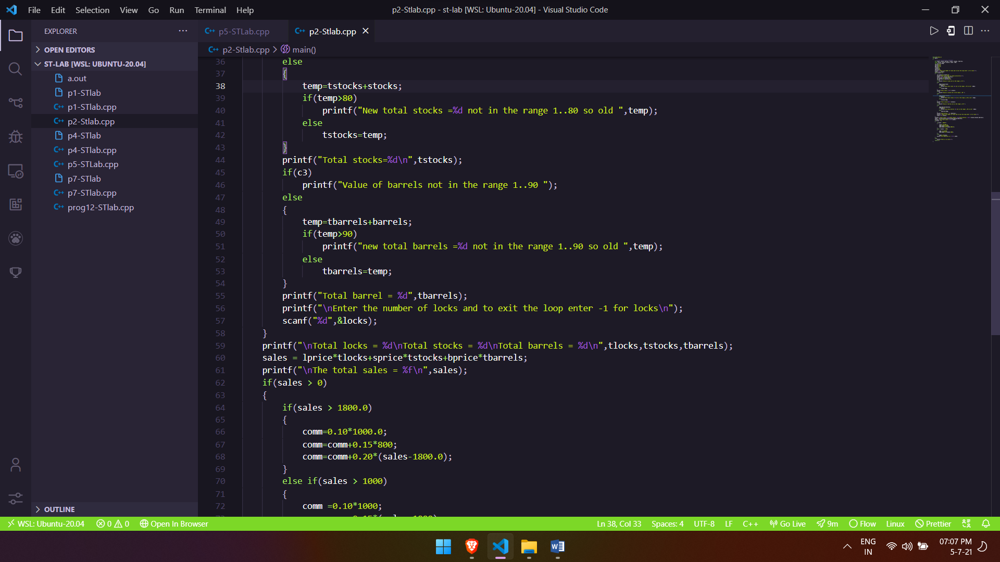 File Edit Selection View Go Run Terminal Help
p2-Stlab.cpp - st-lab [WSL: Ubuntu-20.04] - Visual Studio Code
EXPLORER
OPEN EDITORS
ST-LAB [WSL: UBUNTU-20.04]
a.out
p1-STlab
p1-STlab.cpp
p2-Stlab.cpp
p4-STlab
p4-STlab.cpp
p5-STLab.cpp
p7-STlab
p7-STlab.cpp
prog12-STlab.cpp
OUTLINE
p5-STLab.cpp
p2-Stlab.cpp
p2-Stlab.cpp > main()
36 else
37 {
38 temp=tstocks+stocks;
39 if(temp>80)
40 printf("New total stocks =%d not in the range 1..80 so old ",temp);
41 else
42 tstocks=temp;
43 }
44 printf("Total stocks=%d\n",tstocks);
45 if(c3)
46 printf("Value of barrels not in the range 1..90 ");
47 else
48 {
49 temp=tbarrels+barrels;
50 if(temp>90)
51 printf("new total barrels =%d not in the range 1..90 so old ",temp);
52 else
53 tbarrels=temp;
54 }
55 printf("Total barrel = %d",tbarrels);
56 printf("\nEnter the number of locks and to exit the loop enter -1 for locks\n");
57 scanf("%d",&locks);
58 }
59 printf("\nTotal locks = %d\nTotal stocks = %d\nTotal barrels = %d\n",tlocks,tstocks,tbarrels);
60 sales = lprice*tlocks+sprice*tstocks+bprice*tbarrels;
61 printf("\nThe total sales = %f\n",sales);
62 if(sales > 0)
63 {
64 if(sales > 1800.0)
65 {
66 comm=0.10*1000.0;
67 comm=comm+0.15*800;
68 comm=comm+0.20*(sales-1800.0);
69 }
70 else if(sales > 1000)
71 {
72 comm =0.10*1000;
WSL: Ubuntu-20.04 0 0 Open In Browser Ln 38, Col 33 Spaces: 4 UTF-8 LF C++ Go Live 9m Flow Linux Prettier
ENG
IN
07:07 PM
5-7-21